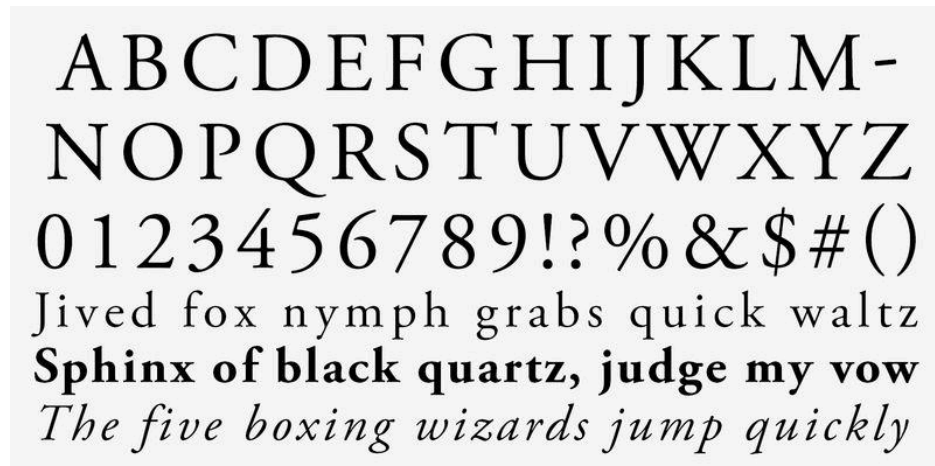 ABCDEFGHIJKLM-
NOPQRSTUVWXYZ
0123456789!?%&$#()
Jived fox nymph grabs quick waltz
Sphinx of black quartz, judge my vow
The five boxing wizards jump quickly